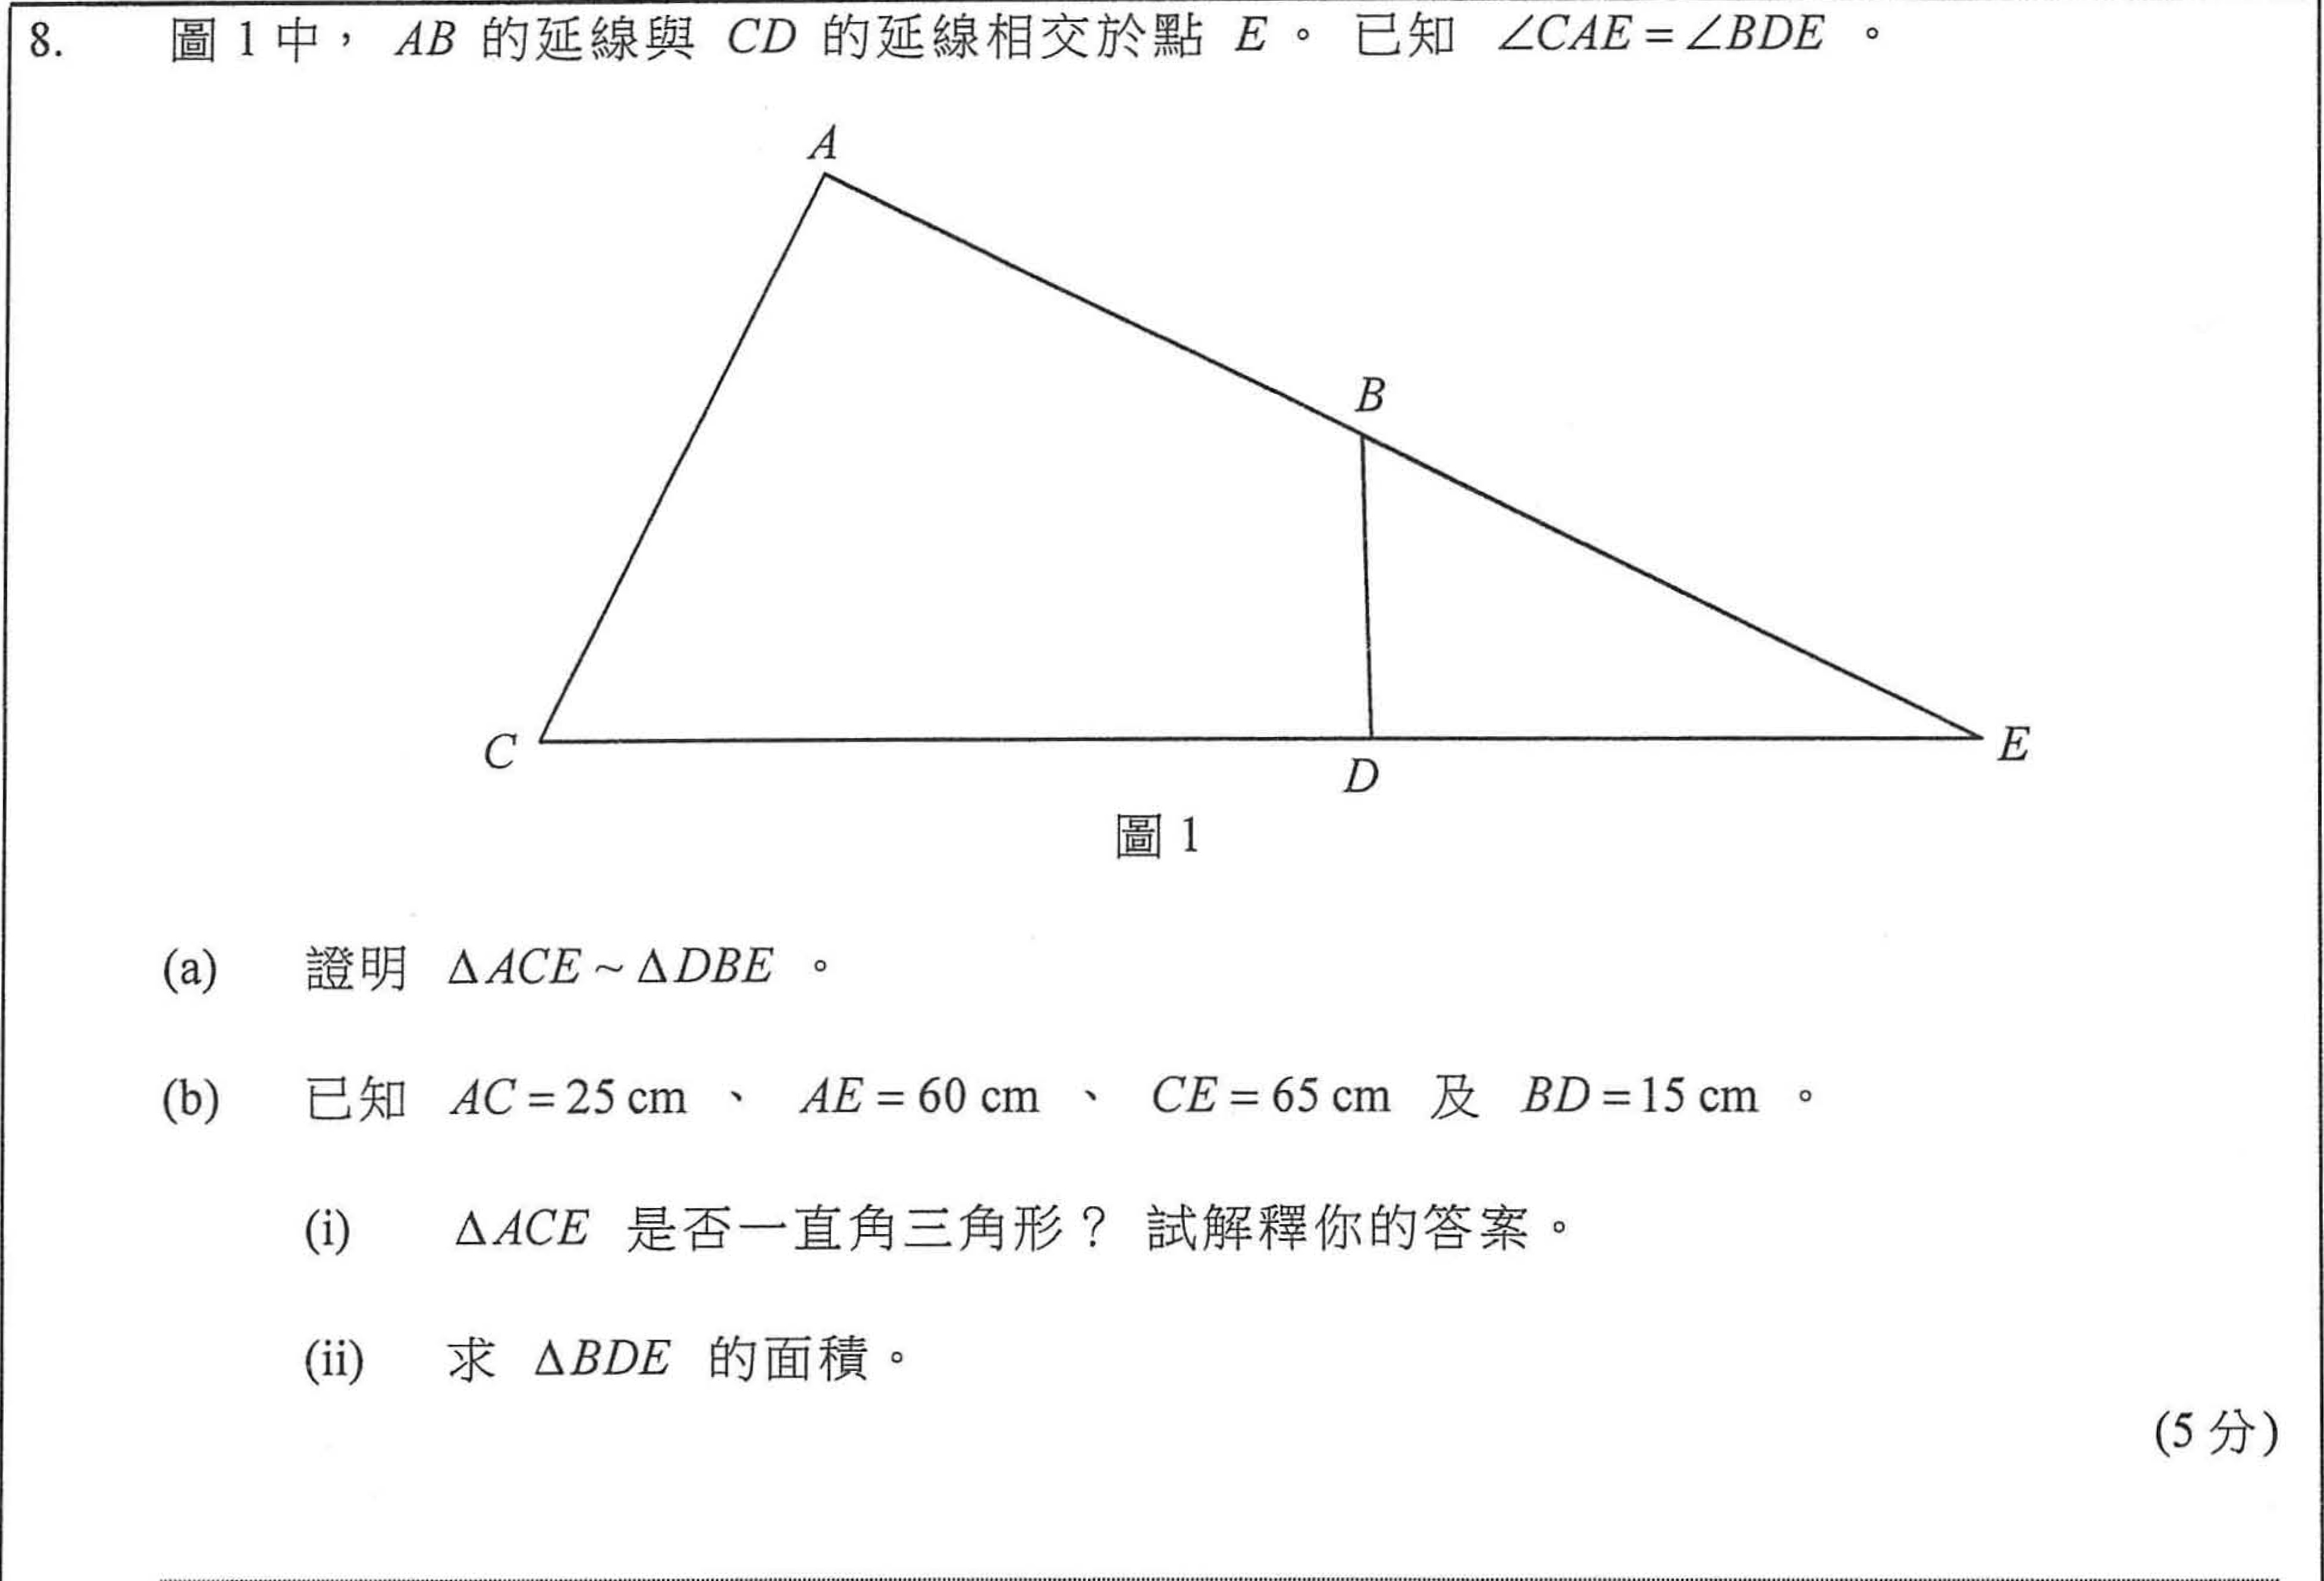 8. 圖 1 中， AB 的延線與 CD 的延線相交於點 E 。 已知 ∠CAE = ∠BDE 。
A
B
C
D
E
圖 1
(a) 證明 ΔACE ~ ΔDBE 。
(b) 已知 AC = 25 cm 、 AE = 60 cm 、 CE = 65 cm 及 BD = 15 cm 。
(i) ΔACE 是否一直角三角形？ 試解釋你的答案。
(ii) 求 ΔBDE 的面積。
(5 分)